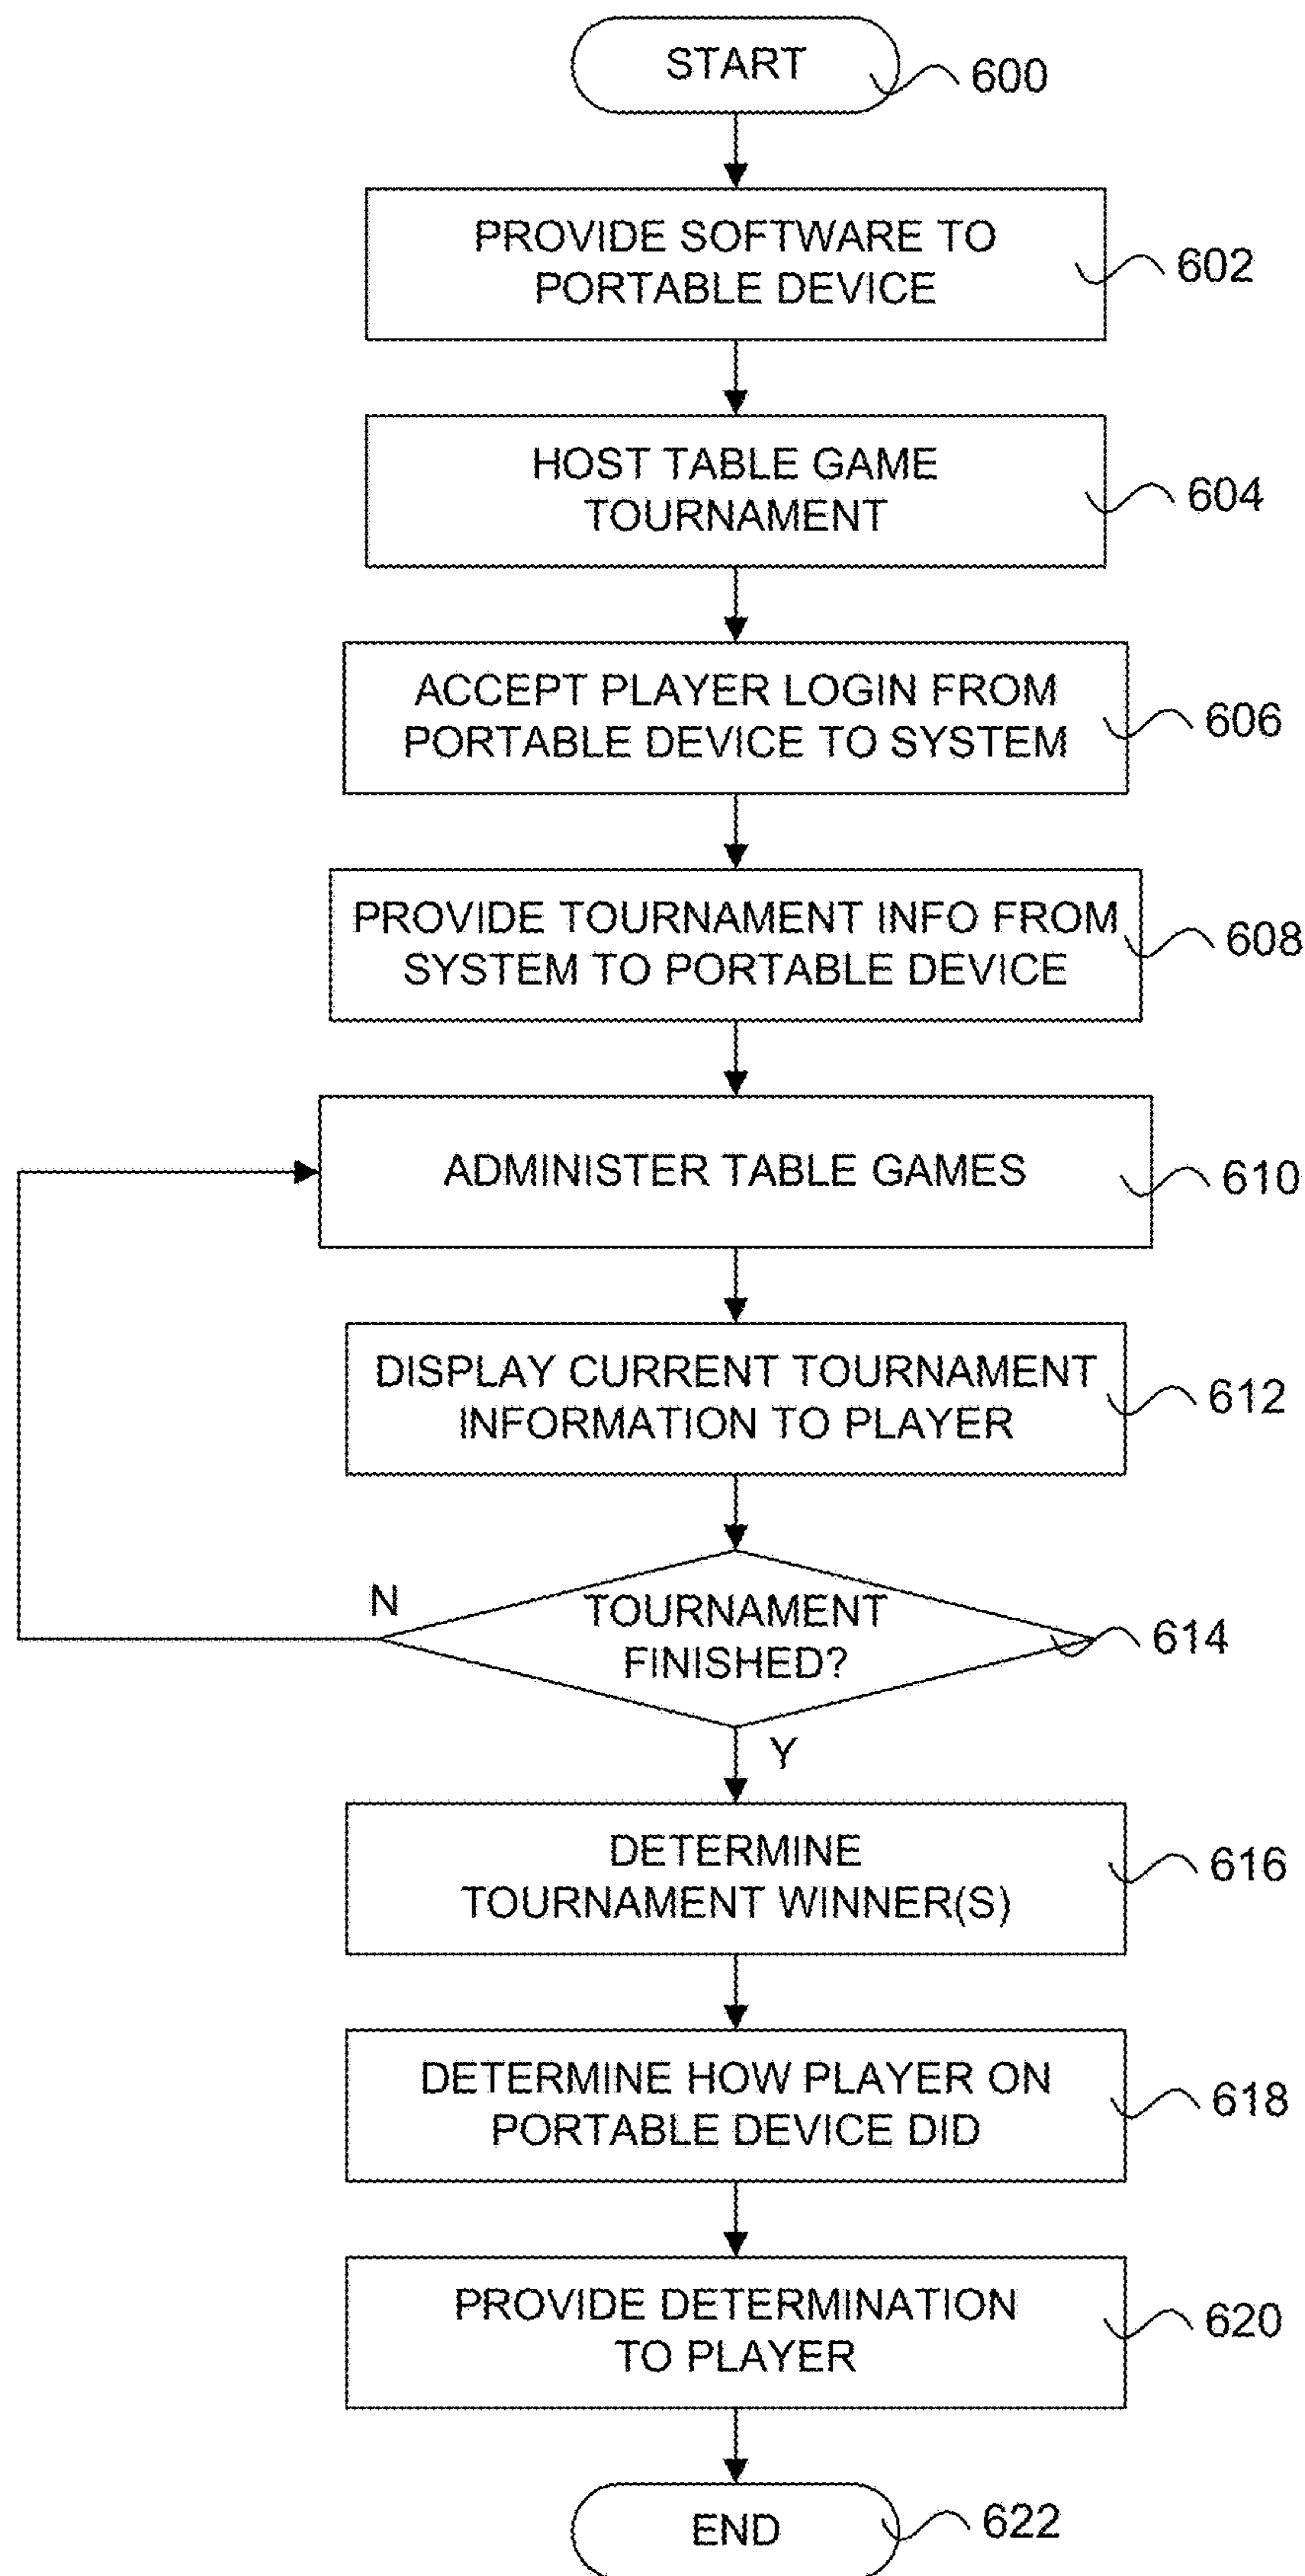 START
600
PROVIDE SOFTWARE TO
PORTABLE DEVICE
602
HOST TABLE GAME
TOURNAMENT
604
ACCEPT PLAYER LOGIN FROM
PORTABLE DEVICE TO SYSTEM
606
PROVIDE TOURNAMENT INFO FROM
SYSTEM TO PORTABLE DEVICE
608
ADMINISTER TABLE GAMES
610
DISPLAY CURRENT TOURNAMENT
INFORMATION TO PLAYER
612
N
TOURNAMENT
FINISHED?
614
Y
DETERMINE
TOURNAMENT WINNER(S)
616
DETERMINE HOW PLAYER ON
PORTABLE DEVICE DID
618
PROVIDE DETERMINATION
TO PLAYER
620
END
622